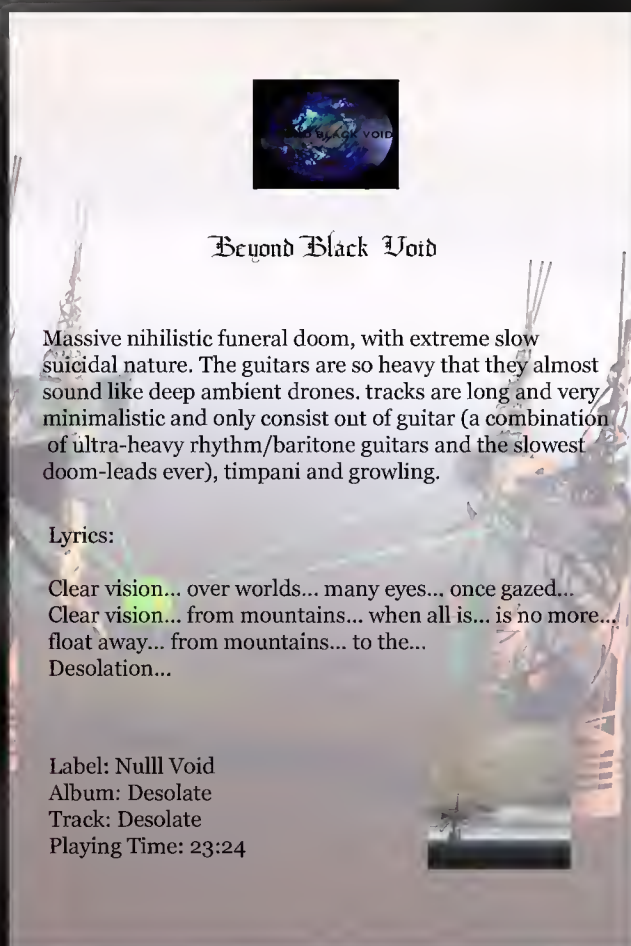 BLACK VOID
Beyond Black Void
Massive nihilistic funeral doom, with extreme slow
suicidal nature. The guitars are so heavy that they almost
sound like deep ambient drones. tracks are long and very
minimalistic and only consist out of guitar (a combination
of ultra-heavy rhythm/baritone guitars and the slowest
doom-leads ever), timpani and growling.
Lyrics:
Clear vision... over worlds... many eyes... once gazed...
Clear vision... from mountains... when all is... is no more...
float away... from mountains... to the...
Desolation...
Label: Nulll Void
Album: Desolate
Track: Desolate
Playing Time: 23:24